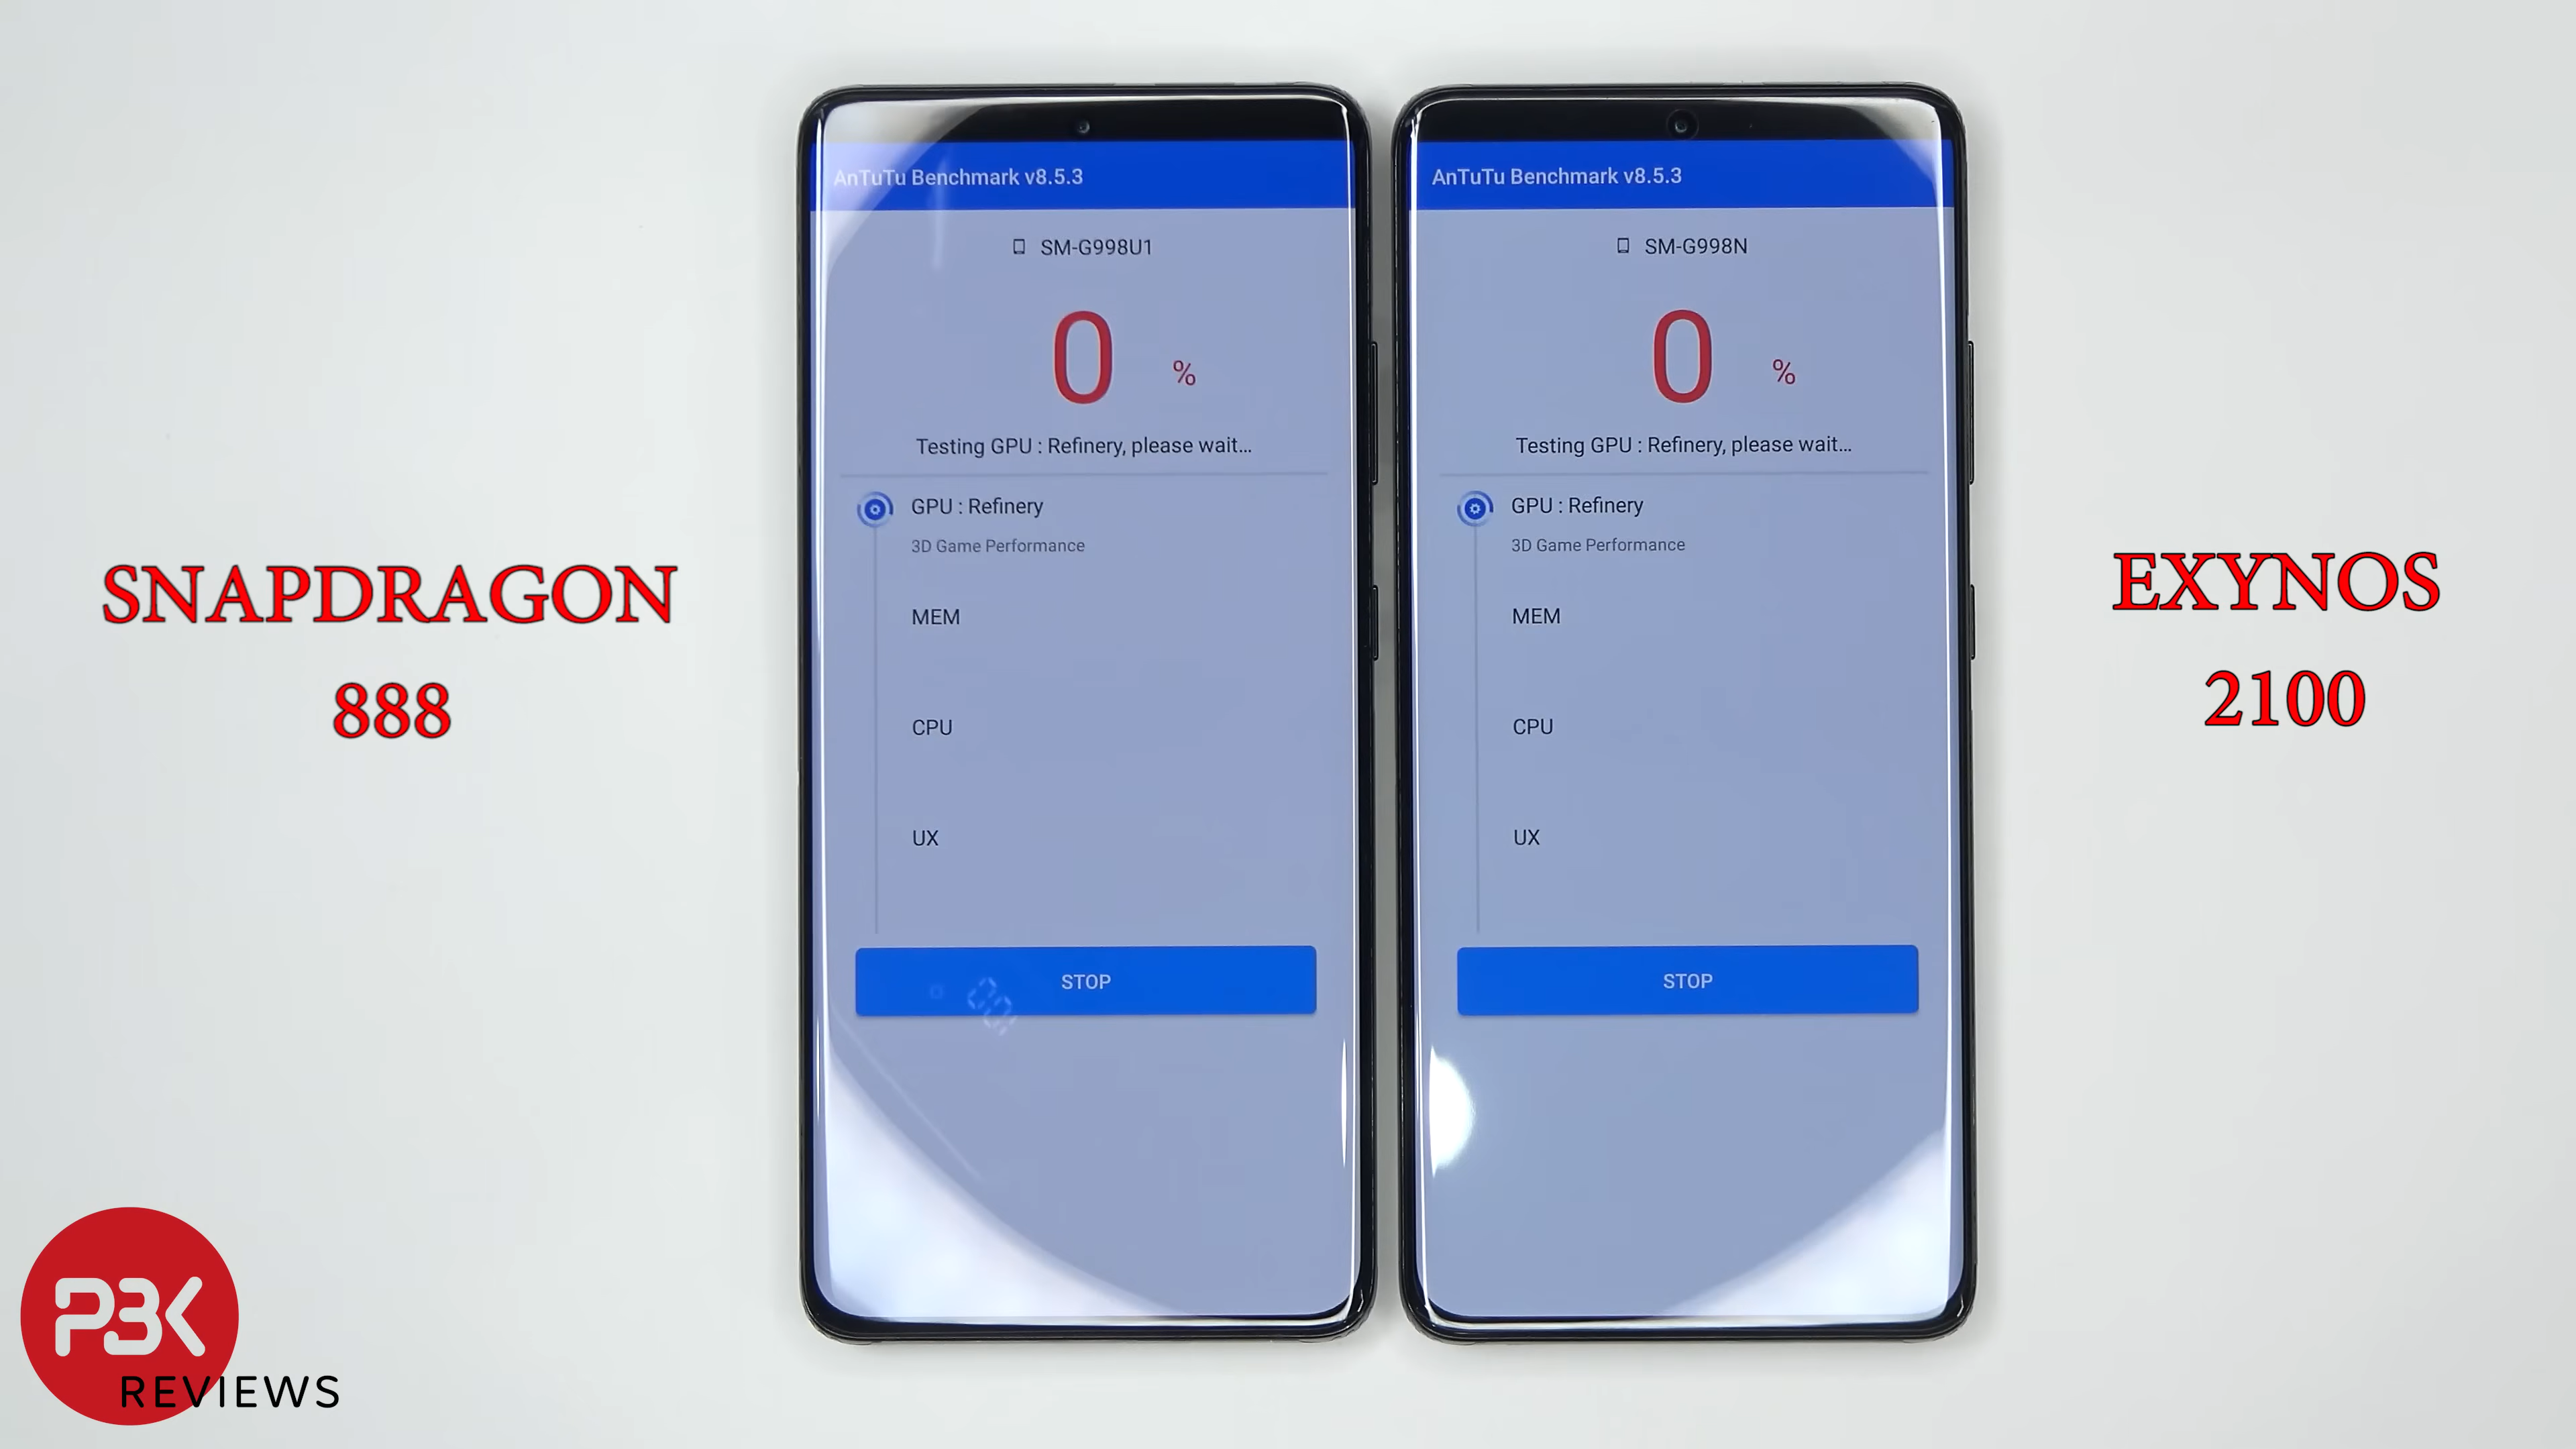 SNAPDRAGON
888
AnTuTu Benchmark v8.5.3
SM-G998U1
0 %
Testing GPU : Refinery, please wait...
GPU : Refinery
3D Game Performance
MEM
CPU
UX
STOP
AnTuTu Benchmark v8.5.3
SM-G998N
0 %
Testing GPU : Refinery, please wait...
GPU : Refinery
3D Game Performance
MEM
CPU
UX
STOP
EXYNOS
2100
P3K
REVIEWS